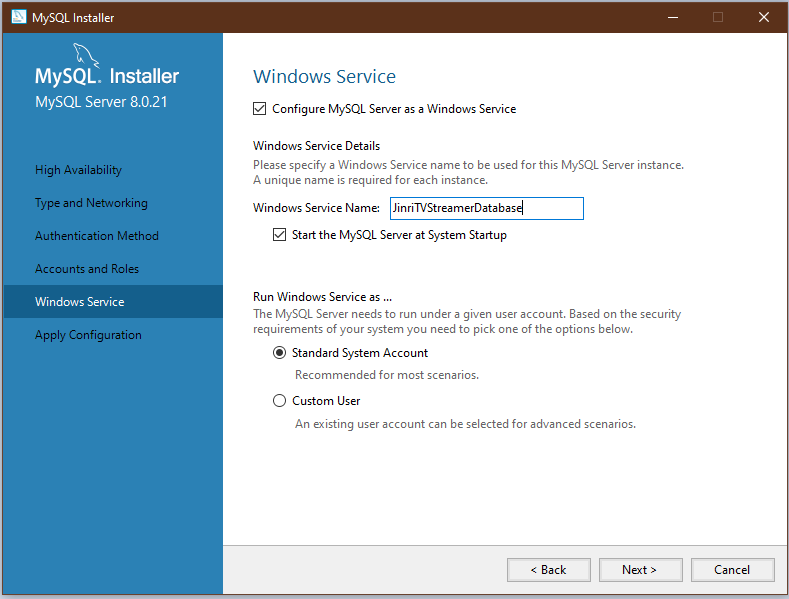 MySQL Installer
MySQL. Installer
MySQL Server 8.0.21
High Availability
Type and Networking
Authentication Method
Accounts and Roles
Windows Service
Apply Configuration
Windows Service
Configure MySQL Server as a Windows Service
Windows Service Details
Please specify a Windows Service name to be used for this MySQL Server instance.
A unique name is required for each instance.
Windows Service Name: JinriTVStreamerDatabase
Start the MySQL Server at System Startup
Run Windows Service as ...
The MySQL Server needs to run under a given user account. Based on the security
requirements of your system you need to pick one of the options below.
Standard System Account
Recommended for most scenarios.
Custom User
An existing user account can be selected for advanced scenarios.
< Back Next > Cancel